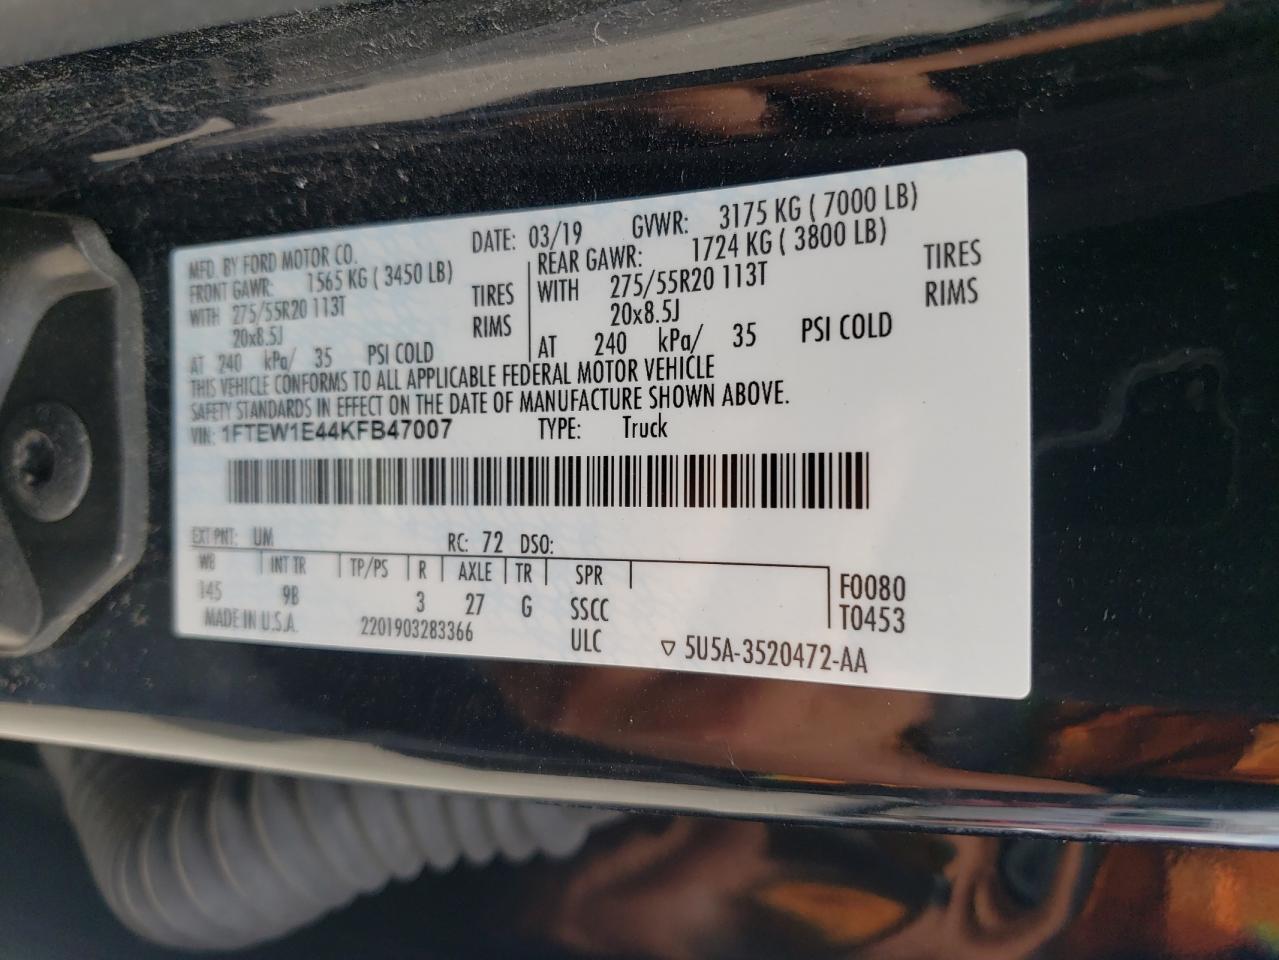 MFD. BY FORD MOTOR CO. DATE: 03/19 GVWR: 3175 KG ( 7000 LB)
FRONT GAWR: 1565 KG ( 3450 LB) REAR GAWR: 1724 KG ( 3800 LB)
WITH 275/55R20 113T TIRES WITH 275/55R20 113T TIRES
20x8.5J RIMS 20x8.5J RIMS
AT 240 kPa/ 35 PSI COLD AT 240 kPa/ 35 PSI COLD
THIS VEHICLE CONFORMS TO ALL APPLICABLE FEDERAL MOTOR VEHICLE
SAFETY STANDARDS IN EFFECT ON THE DATE OF MANUFACTURE SHOWN ABOVE.
VIN: 1FTEW1E44KFB47007 TYPE: Truck
EXT PNT: UM RC: 72 DSO:
WB INT TR TP/PS R AXLE TR SPR F0080
145 9B 3 27 G SSCC T0453
MADE IN U.S.A. 2201903283366 ULC ▽ 5U5A-3520472-AA